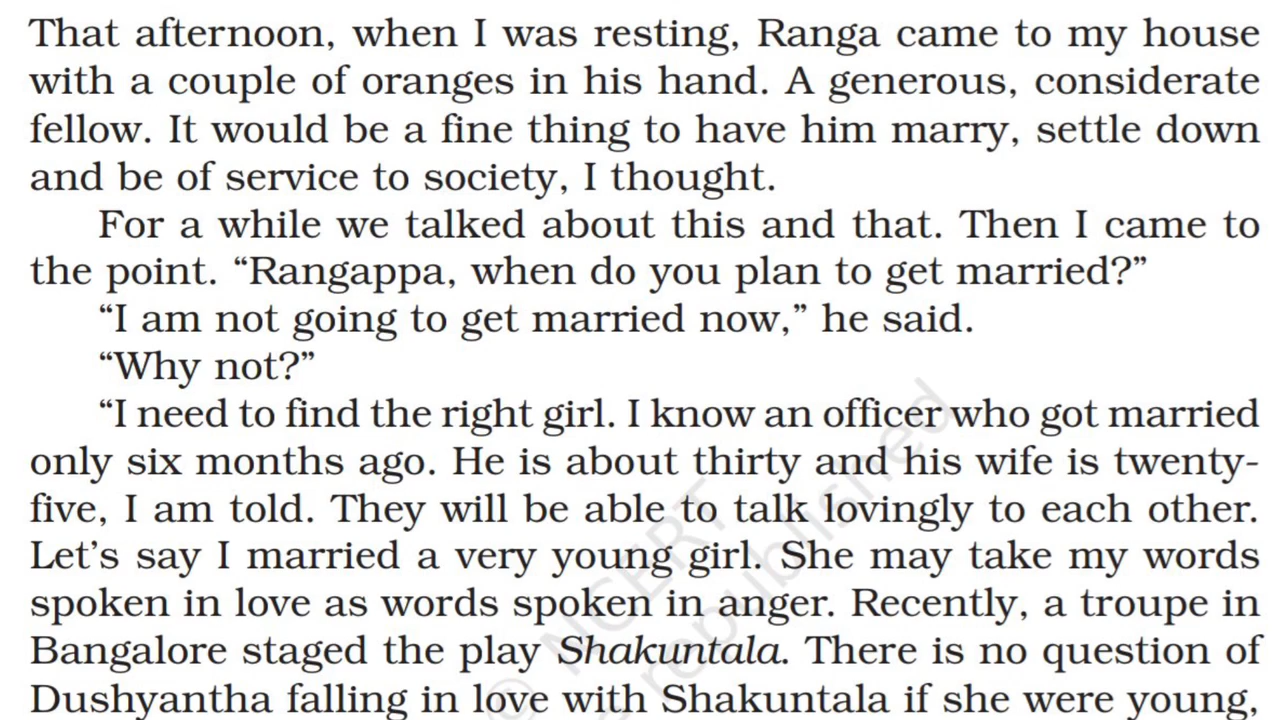 That afternoon, when I was resting, Ranga came to my house
with a couple of oranges in his hand. A generous, considerate
fellow. It would be a fine thing to have him marry, settle down
and be of service to society, I thought.
For a while we talked about this and that. Then I came to
the point. “Rangappa, when do you plan to get married?”
“I am not going to get married now,” he said.
“Why not?”
“I need to find the right girl. I know an officer who got married
only six months ago. He is about thirty and his wife is twenty-
five, I am told. They will be able to talk lovingly to each other.
Let’s say I married a very young girl. She may take my words
spoken in love as words spoken in anger. Recently, a troupe in
Bangalore staged the play Shakuntala. There is no question of
Dushyantha falling in love with Shakuntala if she were young,
© NCERT
republished